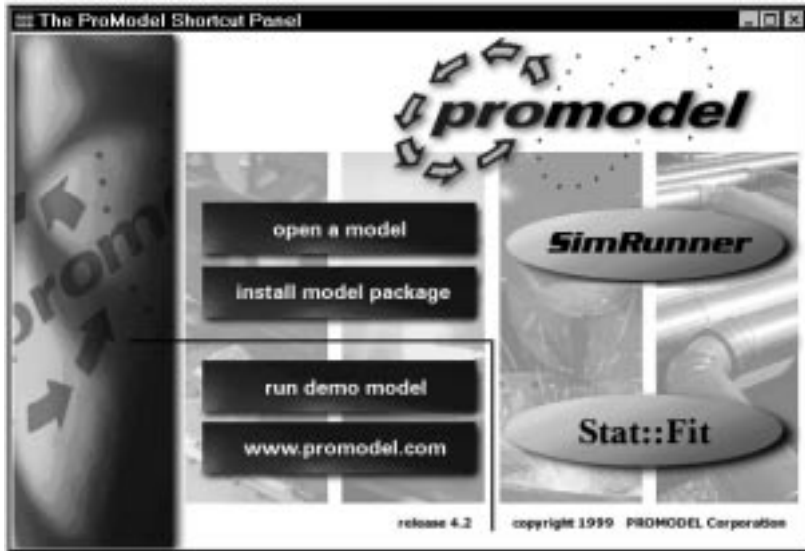 The ProModel Shortcut Panel
promodel
open a model
SimRunner
install model package
run demo model
Stat::Fit
www.promodel.com
release 4.2
copyright 1999 PROMODEL Corporation
promo